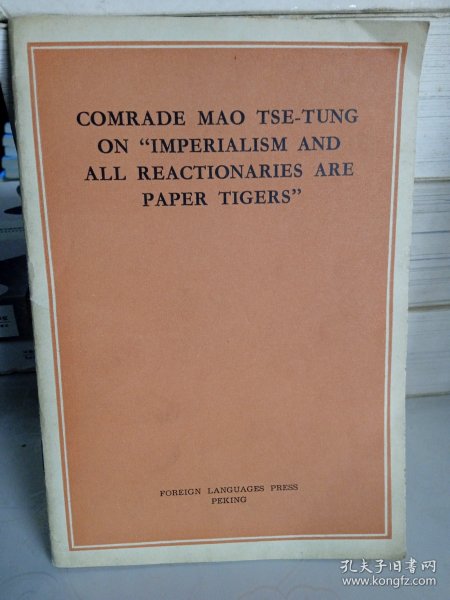 COMRADE MAO TSE-TUNG
ON “IMPERIALISM AND
ALL REACTIONARIES ARE
PAPER TIGERS”
FOREIGN LANGUAGES PRESS
PEKING
孔夫子旧书网
www.kongfz.com